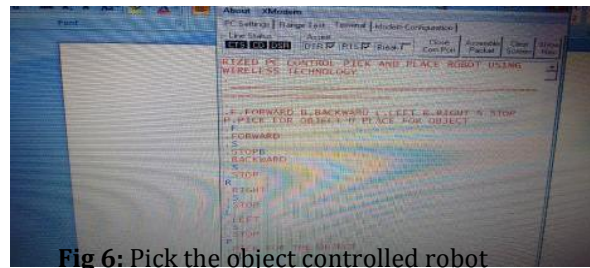 About XModem
PC Settings | Range Test | Terminal | Modem Configuration
Font
Line Status
Assert
Close
Com Port
Assemble
Packet
Clear
Screen
CTS CD DSR
DTR RTS Break
RIZED PC CONTROL PICK AND PLACE ROBOT USING
WIRELESS TECHNOLOGY
.F.FORWARD B.BACKWARD L.LEFT R.RIGHT S STOP
P.PICK FOR OBJECT O PLACE FOR OBJECT
F
FORWARD
S
STOPB
BACKWARD
S
STOP
R
RIGHT
S
STOP
L
LEFT
S
STOP
P
Fig 6: Pick the object controlled robot